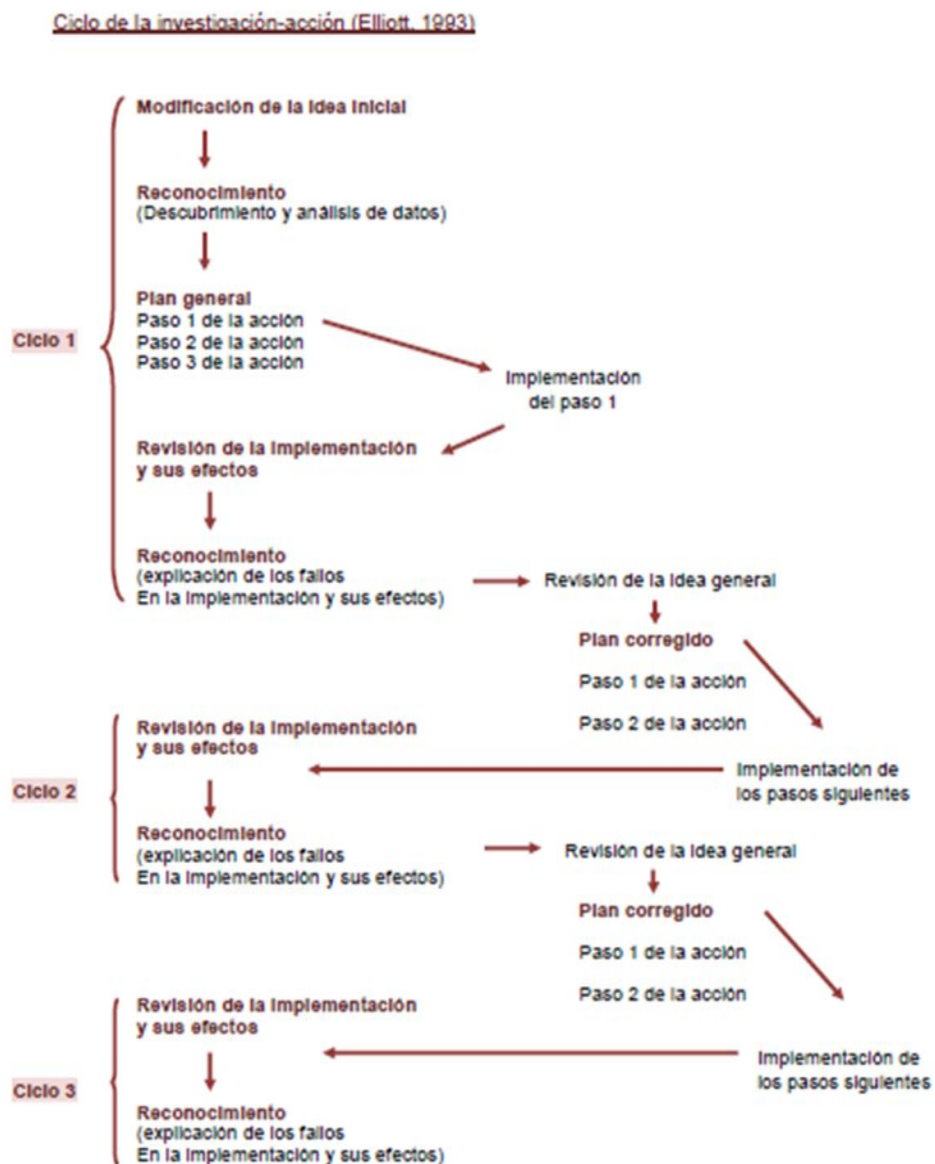 Ciclo de la investigación-acción (Elliott, 1993)
Modificación de la idea inicial
Reconocimiento
(Descubrimiento y análisis de datos)
Plan general
Paso 1 de la acción
Paso 2 de la acción
Paso 3 de la acción
Ciclo 1
Implementación
del paso 1
Revisión de la implementación
y sus efectos
Reconocimiento
(explicación de los fallos
En la implementación y sus efectos)
Revisión de la idea general
Plan corregido
Paso 1 de la acción
Paso 2 de la acción
Revisión de la implementación
y sus efectos
Implementación de
los pasos siguientes
Ciclo 2
Reconocimiento
(explicación de los fallos
En la implementación y sus efectos)
Revisión de la idea general
Plan corregido
Paso 1 de la acción
Paso 2 de la acción
Revisión de la implementación
y sus efectos
Implementación de
los pasos siguientes
Ciclo 3
Reconocimiento
(explicación de los fallos
En la implementación y sus efectos)